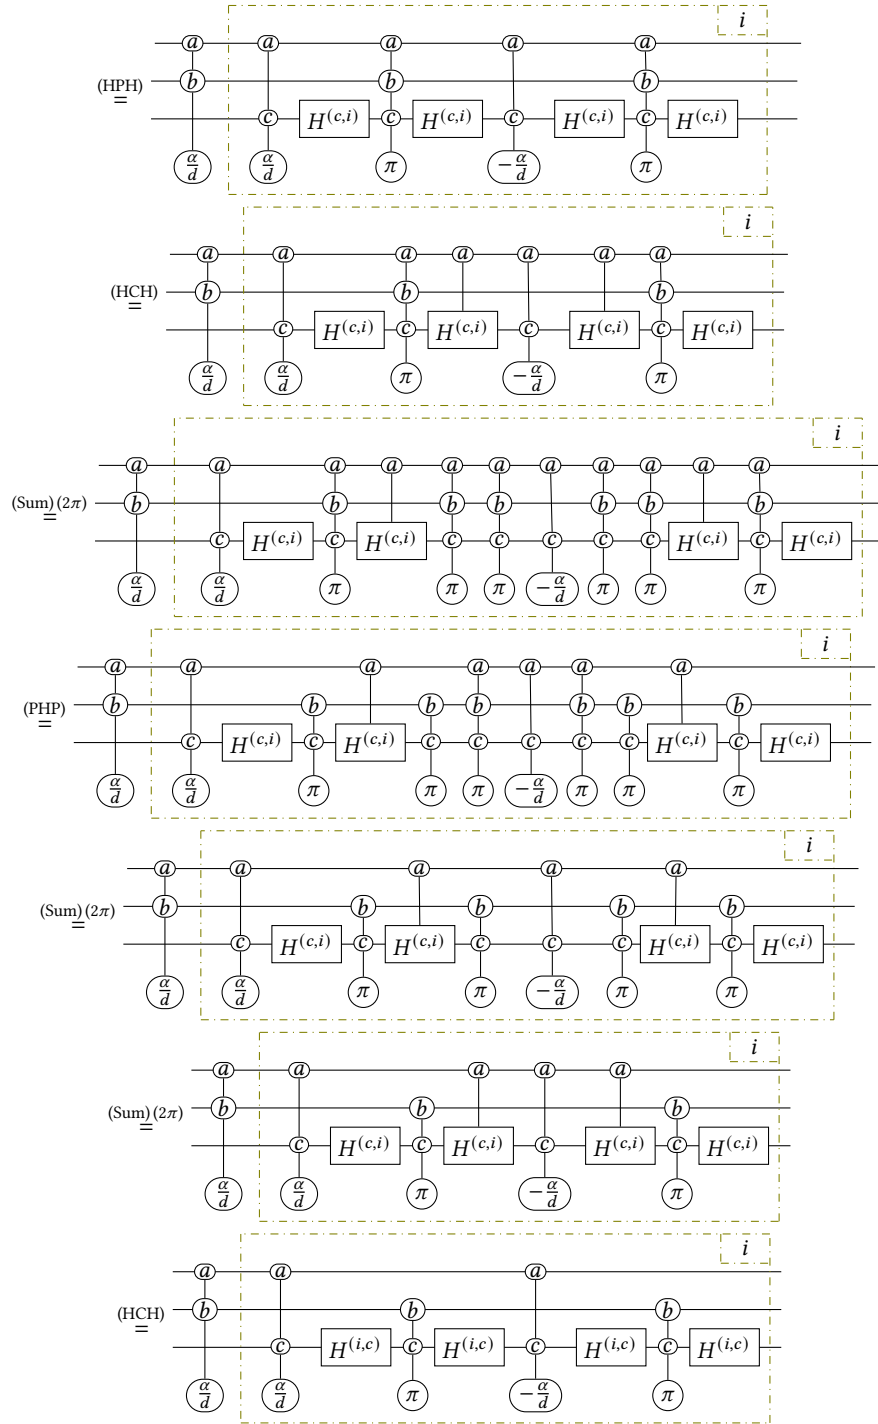 i
a a a a a
(HPH) = b b b
c H^{(c,i)} c H^{(c,i)} c H^{(c,i)} c H^{(c,i)}
α/d α/d π −α/d π
i
a a a a a a a
(HCH) = b b b
c H^{(c,i)} c H^{(c,i)} c H^{(c,i)} c H^{(c,i)}
α/d α/d π −α/d π
i
a a a a a a a a a a a
(Sum)(2π) = b b b b b b b
c H^{(c,i)} c H^{(c,i)} c c c c c H^{(c,i)} c H^{(c,i)}
α/d α/d π π π −α/d π π π
i
a a a a a a a
(PHP) = b b b b b b b
c H^{(c,i)} c H^{(c,i)} c c c c c H^{(c,i)} c H^{(c,i)}
α/d α/d π π π −α/d π π π
i
a a a a a
(Sum)(2π) = b b b b b
c H^{(c,i)} c H^{(c,i)} c c c H^{(c,i)} c H^{(c,i)}
α/d α/d π π −α/d π π
i
a a a a a
(Sum)(2π) = b b b
c H^{(c,i)} c H^{(c,i)} c H^{(c,i)} c H^{(c,i)}
α/d α/d π −α/d π
i
a a a
(HCH) = b b b
c H^{(i,c)} c H^{(i,c)} c H^{(i,c)} c H^{(i,c)}
α/d α/d π −α/d π